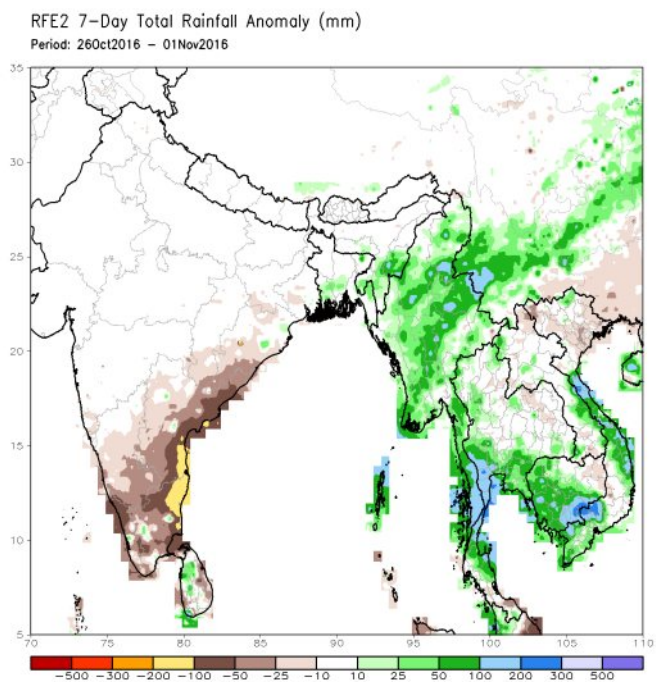 RFE2 7-Day Total Rainfall Anomaly (mm)
Period: 26Oct2016 - 01Nov2016
35
30
25
20
15
10
5
70 75 80 85 90 95 100 105 110
-500 -300 -200 -100 -50 -25 -10 10 25 50 100 200 300 500